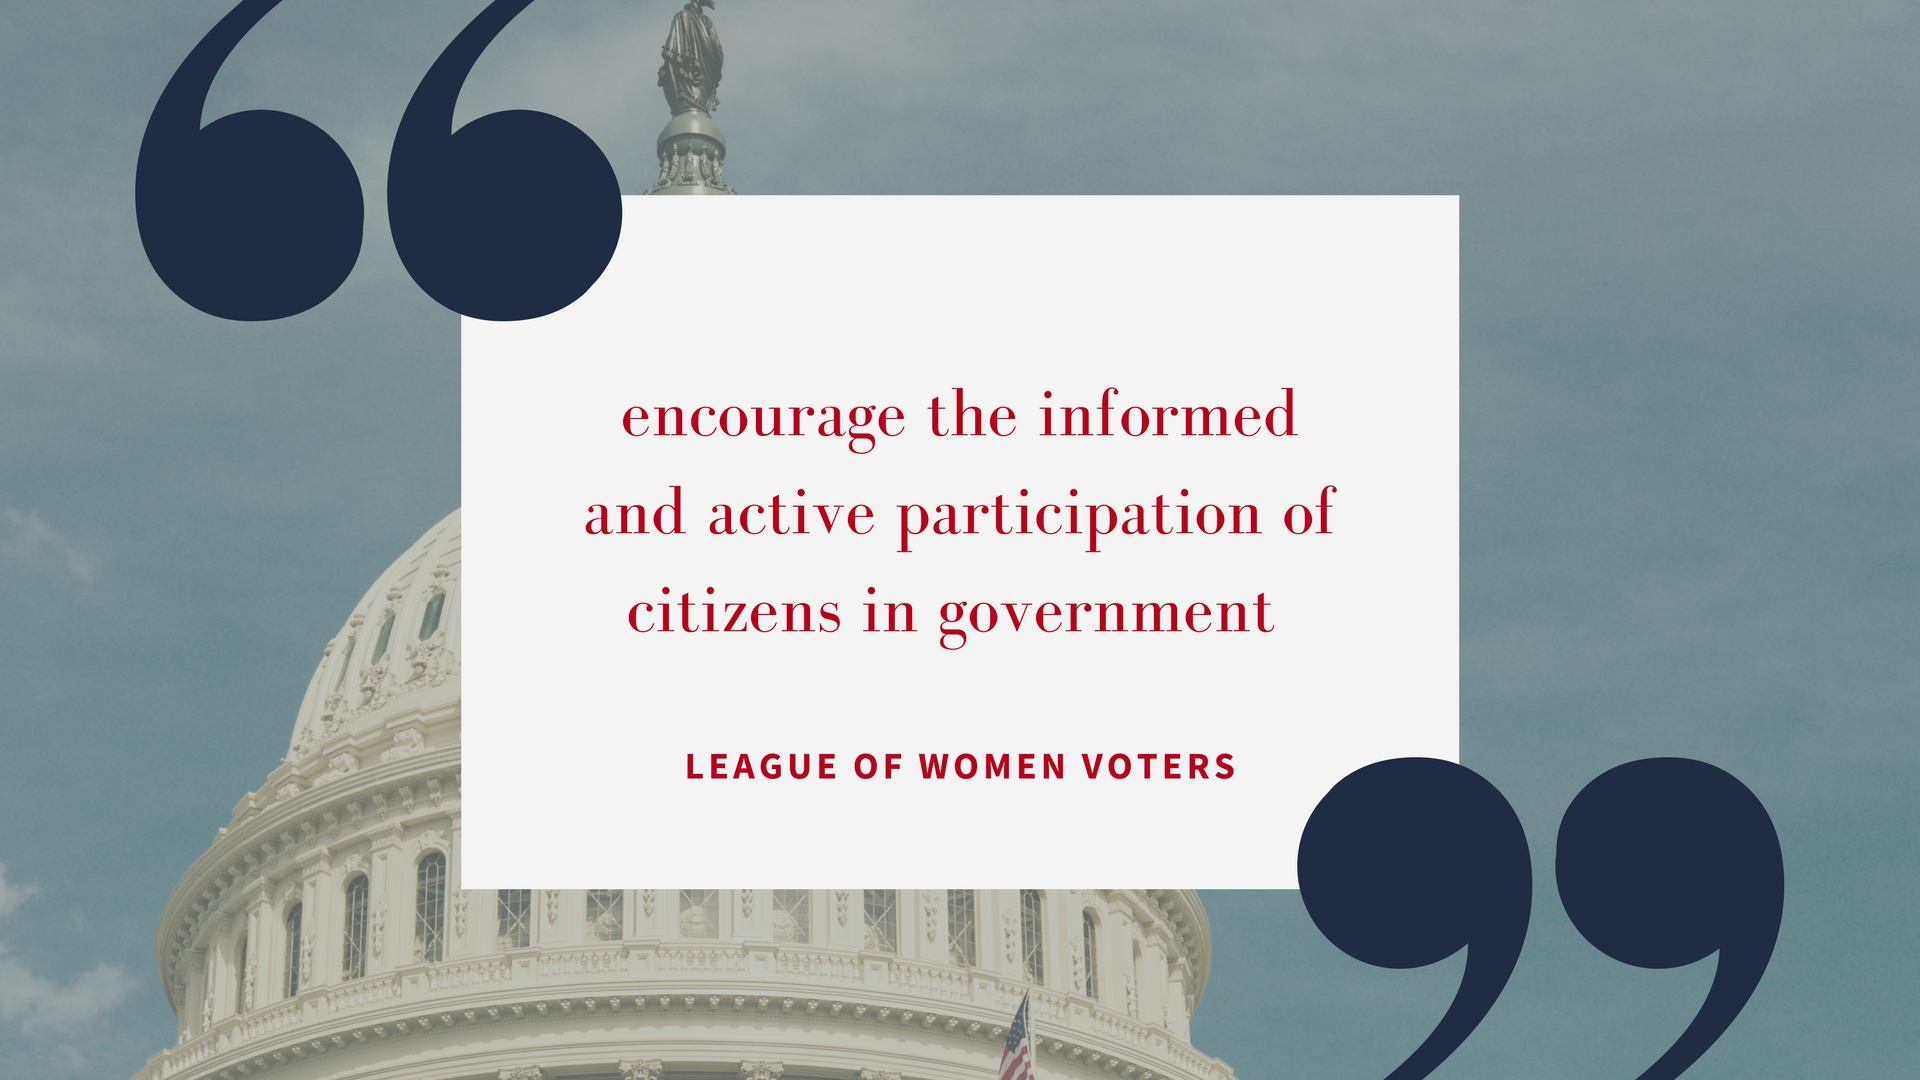 encourage the informed
and active participation of
citizens in government
LEAGUE OF WOMEN VOTERS